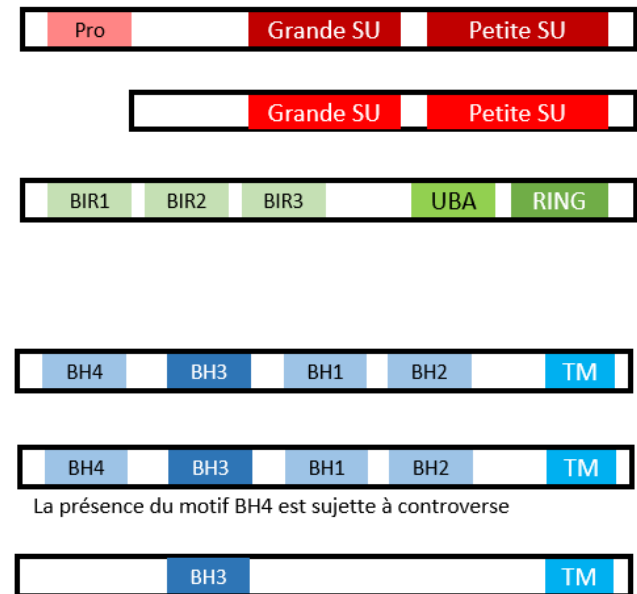 Pro Grande SU Petite SU
Grande SU Petite SU
BIR1 BIR2 BIR3 UBA RING
BH4 BH3 BH1 BH2 TM
BH4 BH3 BH1 BH2 TM
La présence du motif BH4 est sujette à controverse
BH3 TM